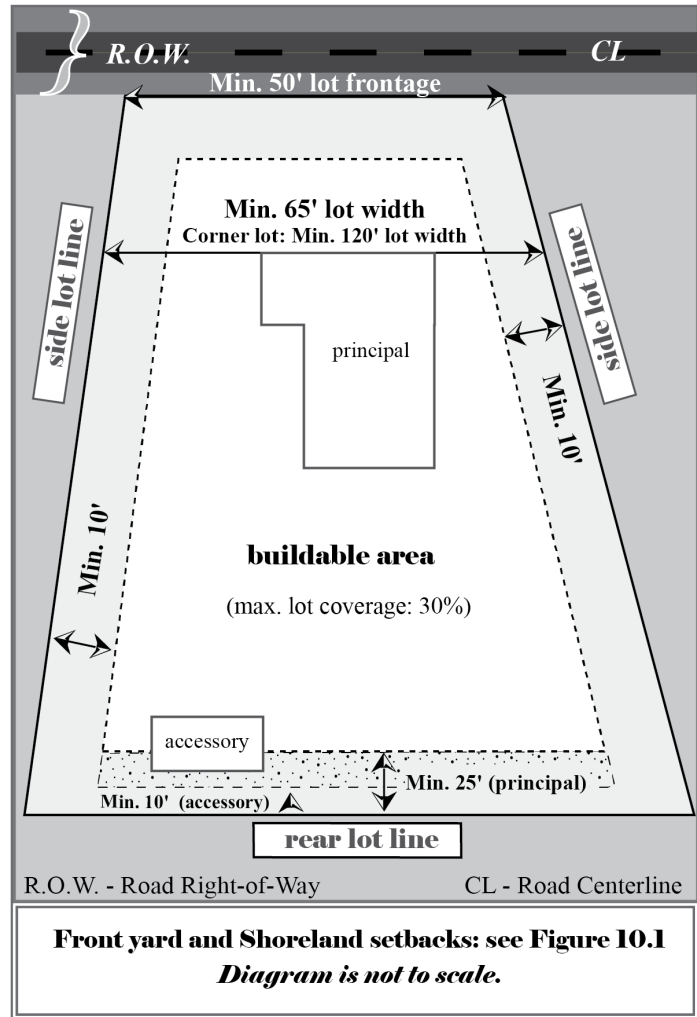 R.O.W.
CL
Min. 50' lot frontage
Min. 65' lot width
Corner lot: Min. 120' lot width
side lot line
side lot line
principal
Min. 10'
Min. 10'
buildable area
(max. lot coverage: 30%)
accessory
Min. 25' (principal)
Min. 10' (accessory)
rear lot line
R.O.W. - Road Right-of-Way
CL - Road Centerline
Front yard and Shoreland setbacks: see Figure 10.1
Diagram is not to scale.